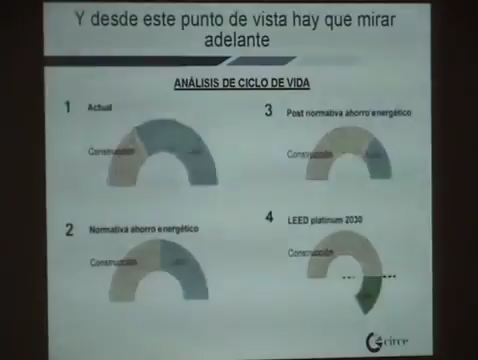 Y desde este punto de vista hay que mirar
adelante
ANÁLISIS DE CICLO DE VIDA
1 Actual
Construcción
2 Normativa ahorro energético
Construcción
3 Post normativa ahorro energético
Construcción
4 LEED platinum 2030
Construcción
circe